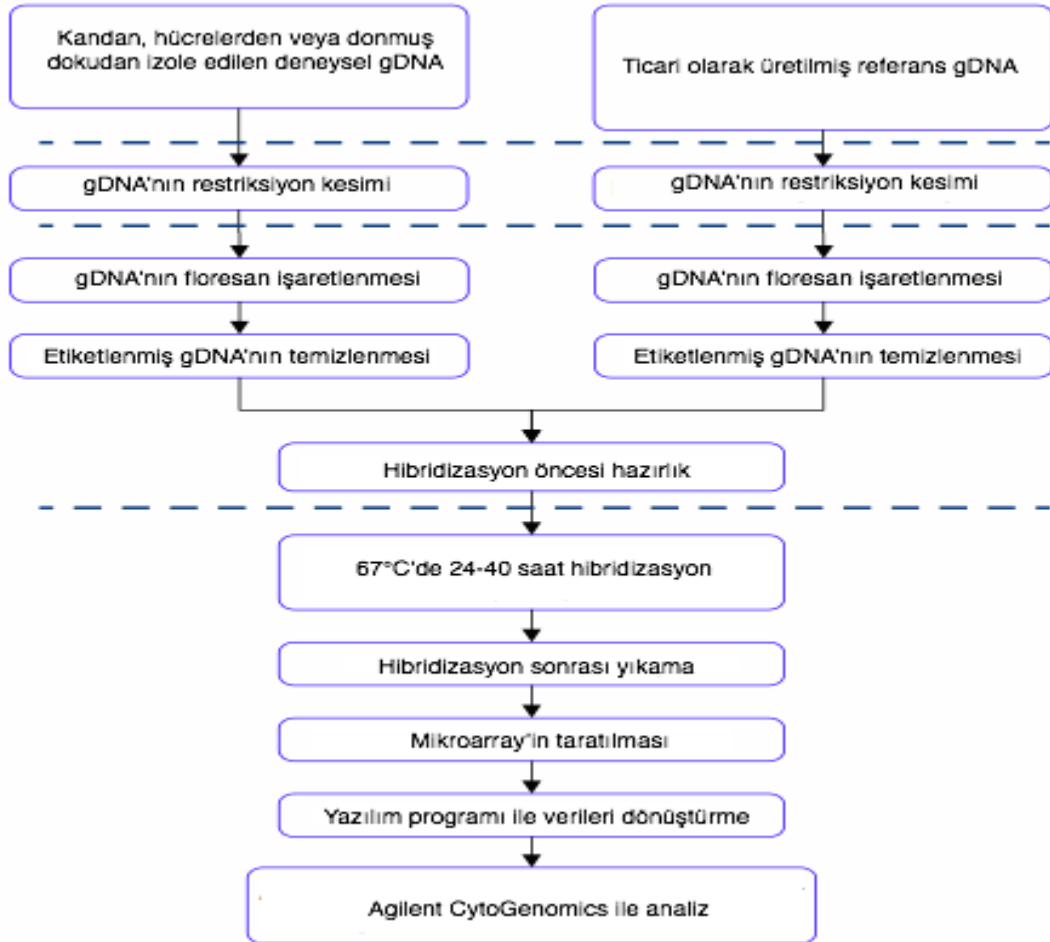 Kandan, hücrelerden veya donmuş
dokudan izole edilen deneysel gDNA
Ticari olarak üretilmiş referans gDNA
gDNA'nın restriksiyon kesimi
gDNA'nın restriksiyon kesimi
gDNA'nın floresan işaretlenmesi
gDNA'nın floresan işaretlenmesi
Etiketlenmiş gDNA'nın temizlenmesi
Etiketlenmiş gDNA'nın temizlenmesi
Hibridizasyon öncesi hazırlık
67°C'de 24-40 saat hibridizasyon
Hibridizasyon sonrası yıkama
Mikroarray'in taratılması
Yazılım programı ile verileri dönüştürme
Agilent CytoGenomics ile analiz